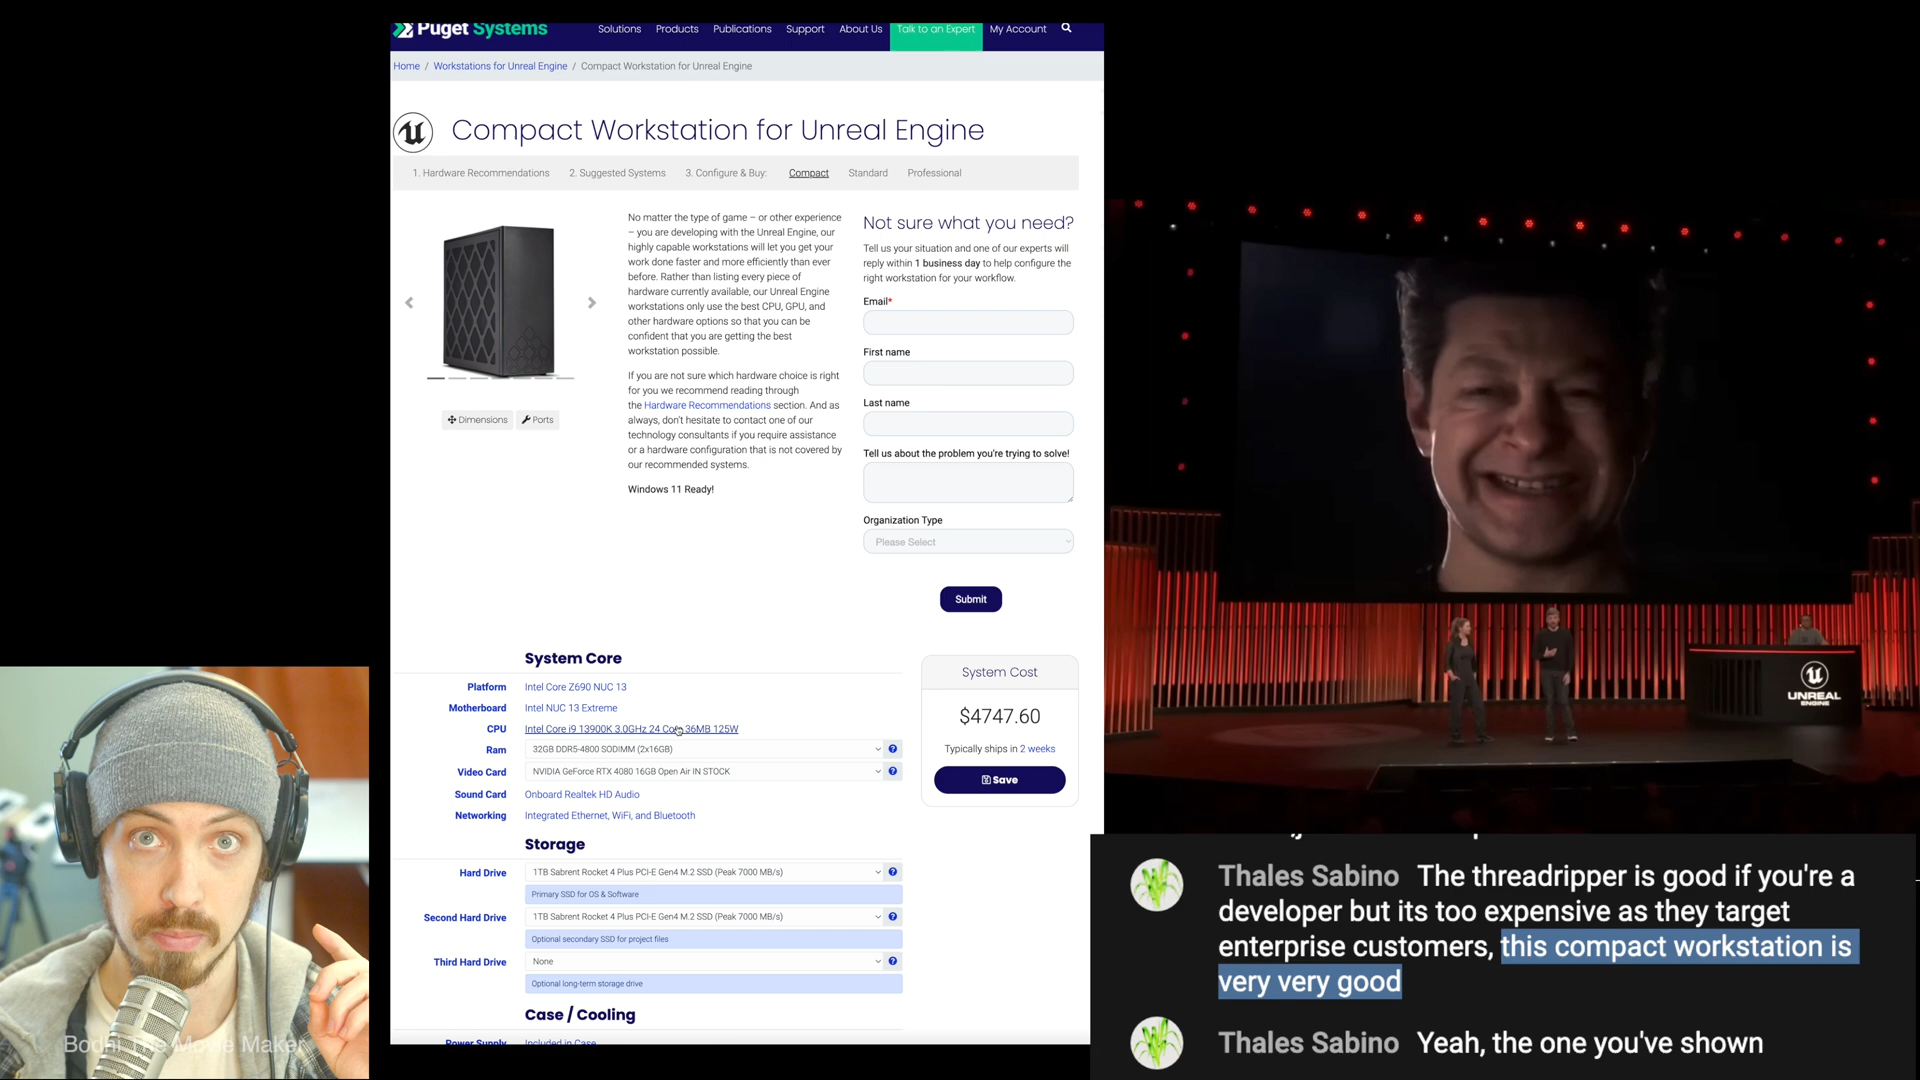 Puget Systems
Solutions Products Publications Support About Us Talk to an Expert My Account
Home / Workstations for Unreal Engine / Compact Workstation for Unreal Engine
Compact Workstation for Unreal Engine
1. Hardware Recommendations 2. Suggested Systems 3. Configure & Buy: Compact Standard Professional
No matter the type of game – or other experience
– you are developing with the Unreal Engine, our
highly capable workstations will let you get your
work done faster and more efficiently than ever
before. Rather than listing every piece of
hardware currently available, our Unreal Engine
workstations only use the best CPU, GPU, and
other hardware options so that you can be
confident that you are getting the best
workstation possible.
If you are not sure which hardware choice is right
for you we recommend reading through
the Hardware Recommendations section. And as
always, don't hesitate to contact one of our
technology consultants if you require assistance
or a hardware configuration that is not covered by
our recommended systems.
Windows 11 Ready!
Dimensions Ports
Not sure what you need?
Tell us your situation and one of our experts will
reply within 1 business day to help configure the
right workstation for your workflow.
Email*
First name
Last name
Tell us about the problem you're trying to solve!
Organization Type
Please Select
Submit
System Core
Platform Intel Core Z690 NUC 13
Motherboard Intel NUC 13 Extreme
CPU Intel Core i9 13900K 3.0GHz 24 Core 36MB 125W
Ram 32GB DDR5-4800 SODIMM (2x16GB)
Video Card NVIDIA GeForce RTX 4080 16GB Open Air IN STOCK
Sound Card Onboard Realtek HD Audio
Networking Integrated Ethernet, WiFi, and Bluetooth
Storage
Hard Drive 1TB Sabrent Rocket 4 Plus PCI-E Gen4 M.2 SSD (Peak 7000 MB/s)
Primary SSD for OS & Software
Second Hard Drive 1TB Sabrent Rocket 4 Plus PCI-E Gen4 M.2 SSD (Peak 7000 MB/s)
Optional secondary SSD for project files
Third Hard Drive None
Optional long-term storage drive
Case / Cooling
Power Supply Included in Case
System Cost
$4747.60
Typically ships in 2 weeks
Save
UNREAL
ENGINE
Thales Sabino The threadripper is good if you're a
developer but its too expensive as they target
enterprise customers, this compact workstation is
very very good
Thales Sabino Yeah, the one you've shown
Bodhi The Movie Maker